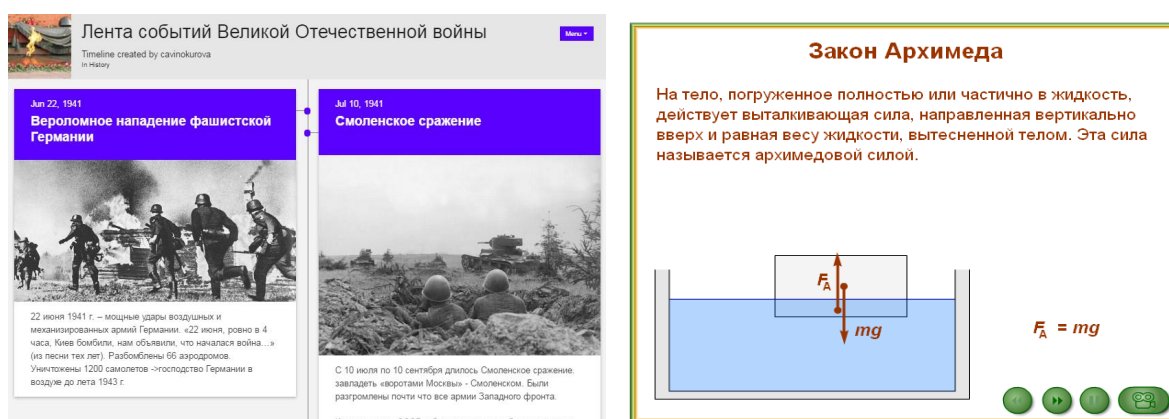 Лента событий Великой Отечественной войны
Menu
Timeline created by cavinokurova
In History
Jun 22, 1941
Вероломное нападение фашистской
Германии
22 июня 1941 г. – мощные удары воздушных и
механизированных армий Германии. «22 июня, ровно в 4
часа, Киев бомбили, нам объявили, что началася война...»
(из песни тех лет). Разбомблены 66 аэродромов.
Уничтожены 1200 самолетов ->господство Германии в
воздухе до лета 1943 г.
Jul 10, 1941
Смоленское сражение
С 10 июля по 10 сентября длилось Смоленское сражение.
завладеть «воротами Москвы» - Смоленском. Были
разгромлены почти что все армии Западного фронта.
Закон Архимеда
На тело, погруженное полностью или частично в жидкость,
действует выталкивающая сила, направленная вертикально
вверх и равная весу жидкости, вытесненной телом. Эта сила
называется архимедовой силой.
FA
mg
FA = mg